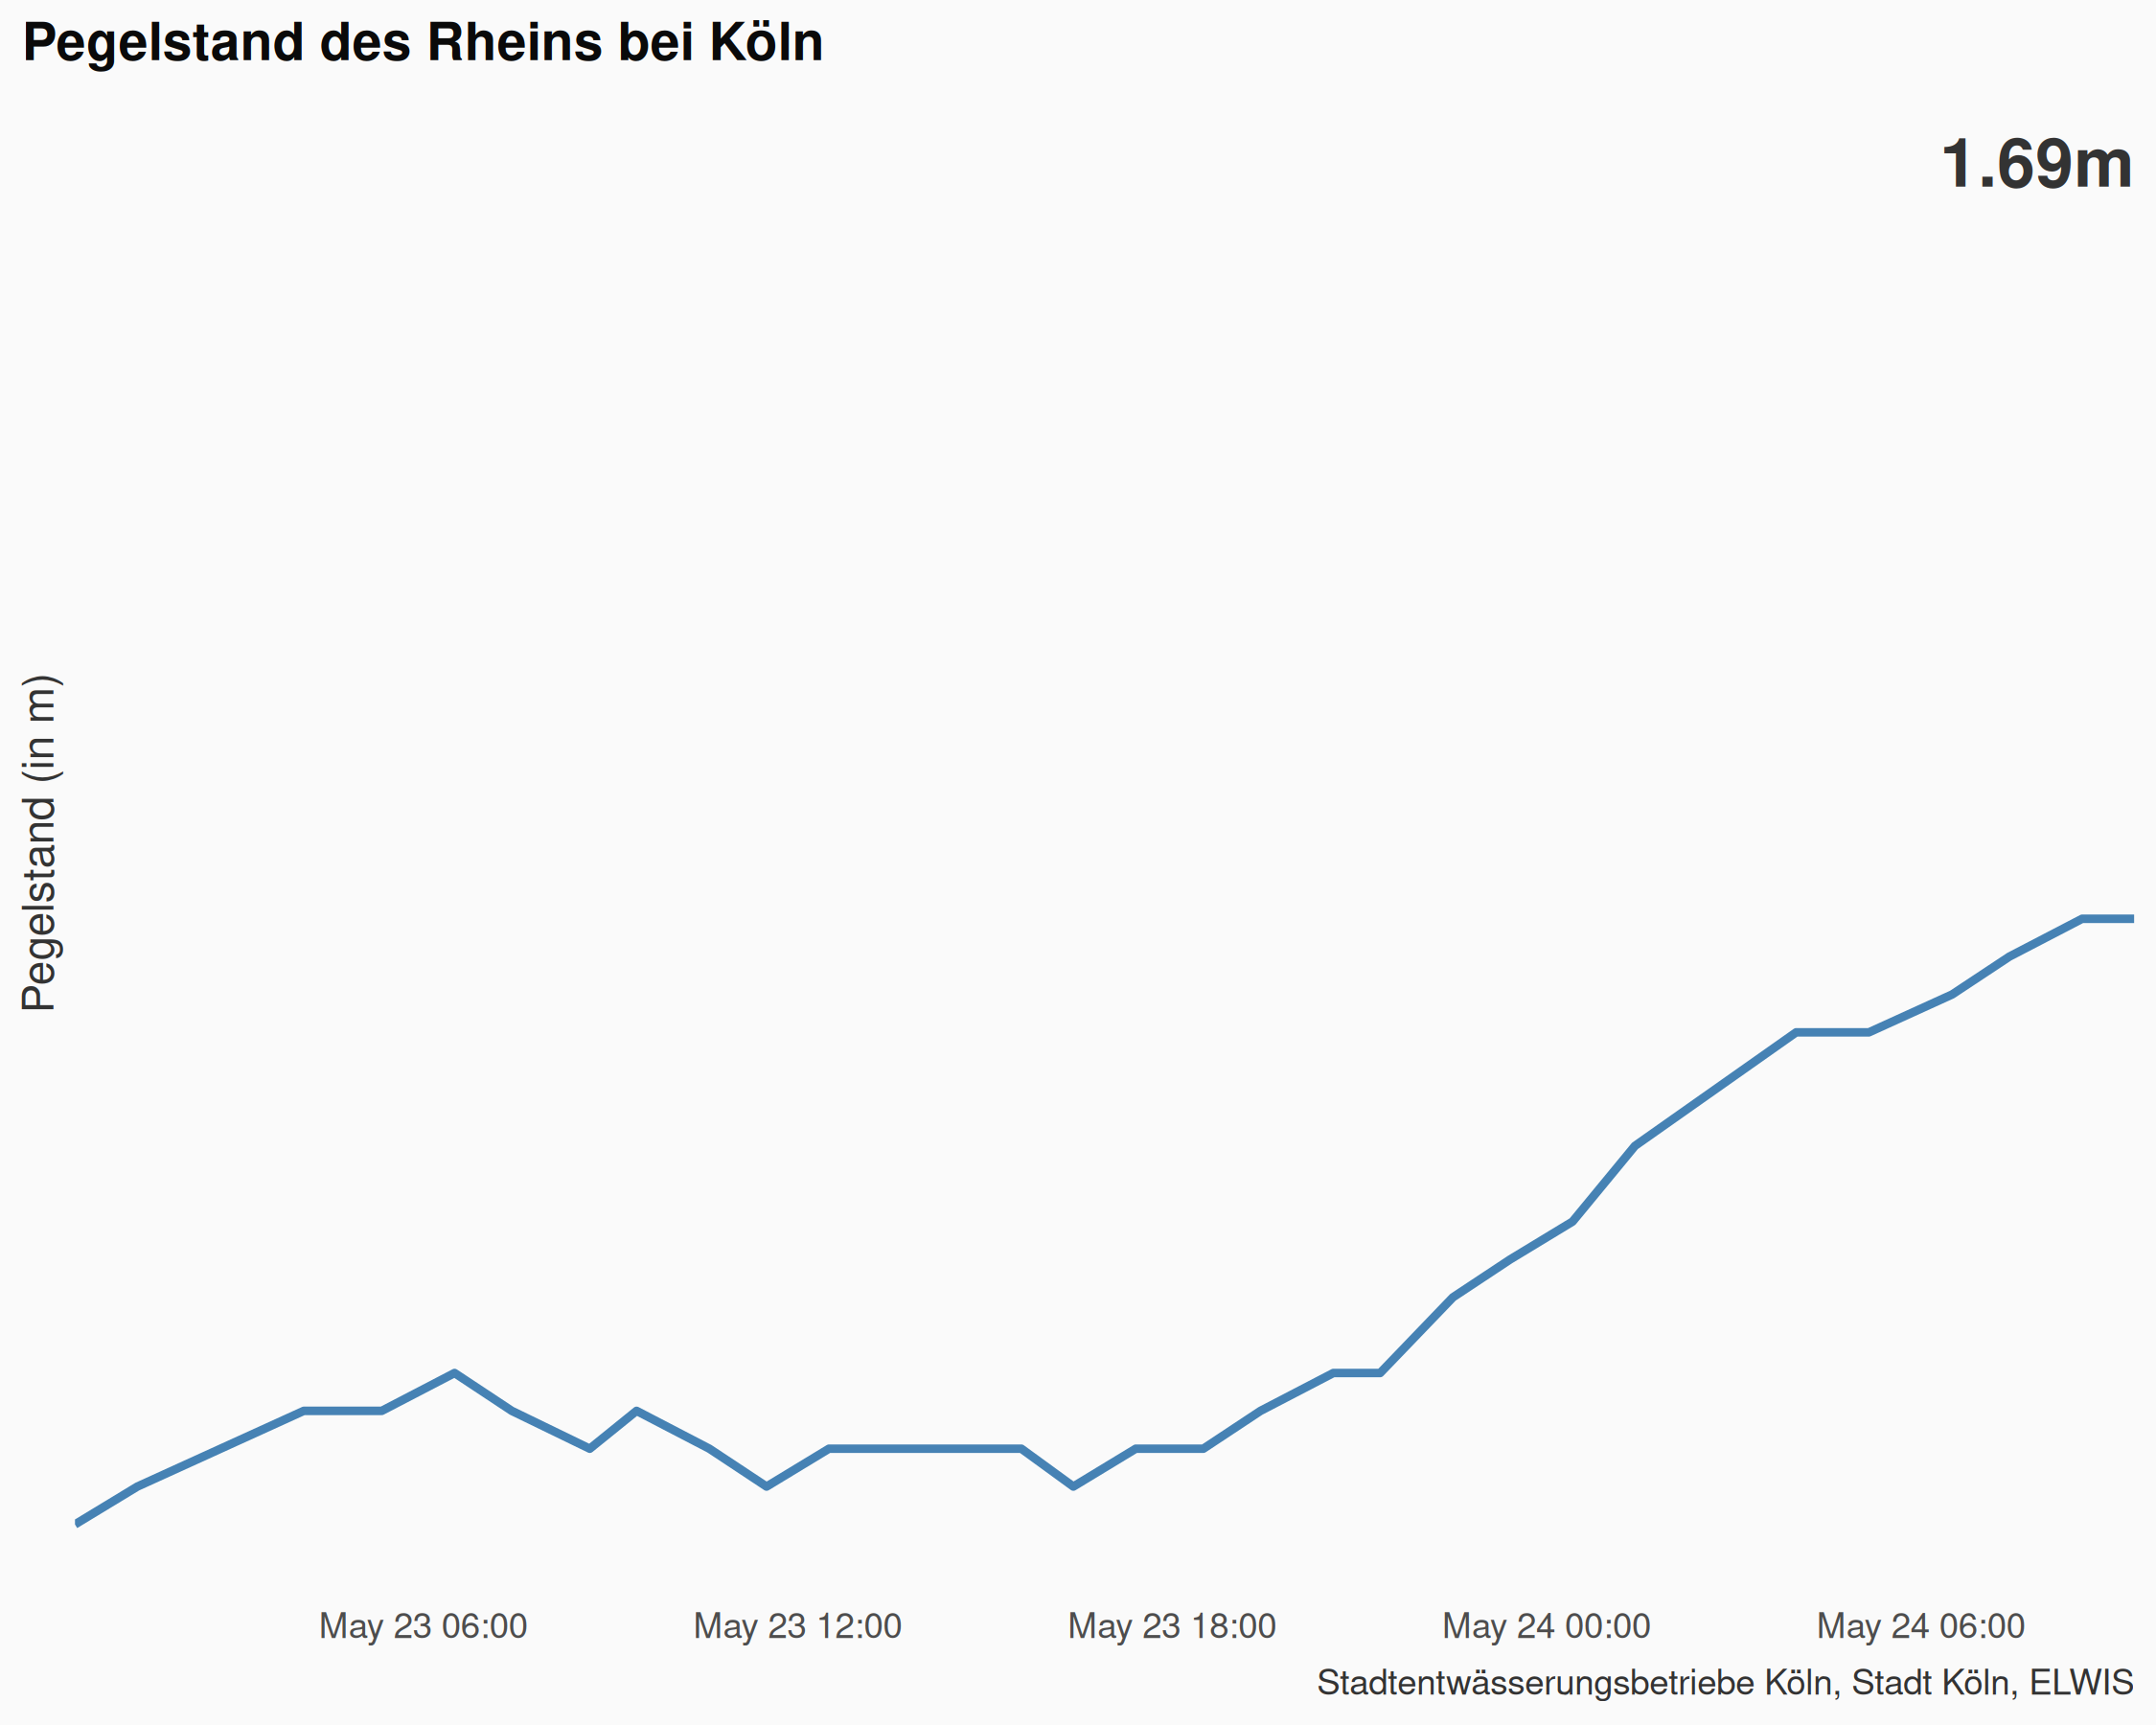 Pegelstand des Rheins bei Köln
1.69m
Pegelstand (in m)
May 23 06:00
May 23 12:00
May 23 18:00
May 24 00:00
May 24 06:00
Stadtentwässerungsbetriebe Köln, Stadt Köln, ELWIS